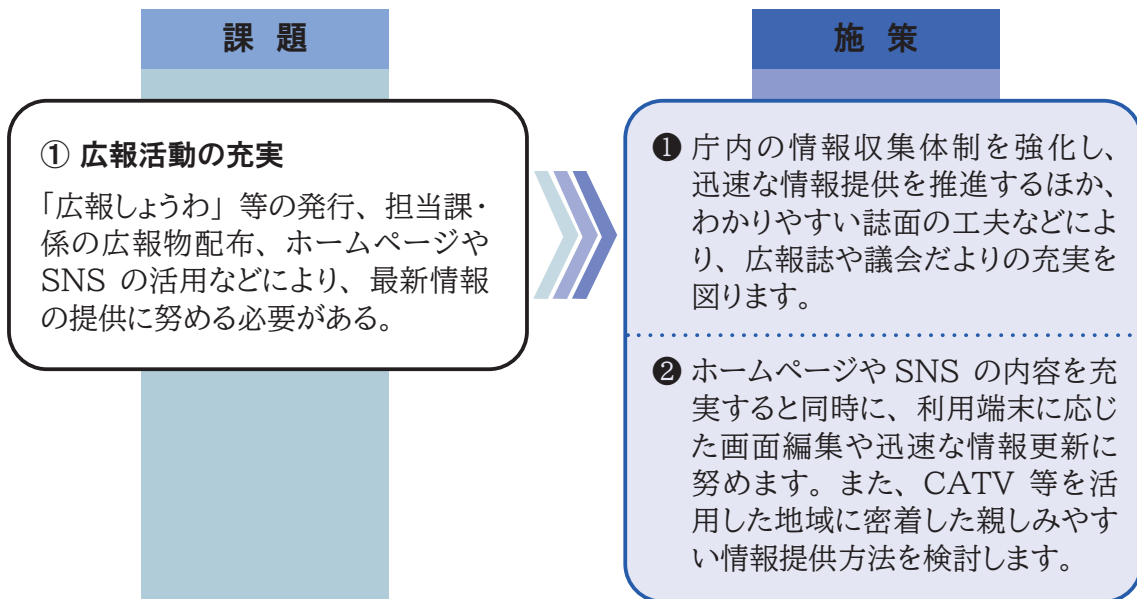 課題
① 広報活動の充実
「広報しょうわ」等の発行、担当課・
係の広報物配布、ホームページや
SNS の活用などにより、最新情報
の提供に努める必要がある。
施策
❶ 庁内の情報収集体制を強化し、
迅速な情報提供を推進するほか、
わかりやすい誌面の工夫などによ
り、広報誌や議会だよりの充実を
図ります。
❷ ホームページや SNS の内容を充
実すると同時に、利用端末に応じ
た画面編集や迅速な情報更新に
努めます。また、CATV 等を活
用した地域に密着した親しみやす
い情報提供方法を検討します。